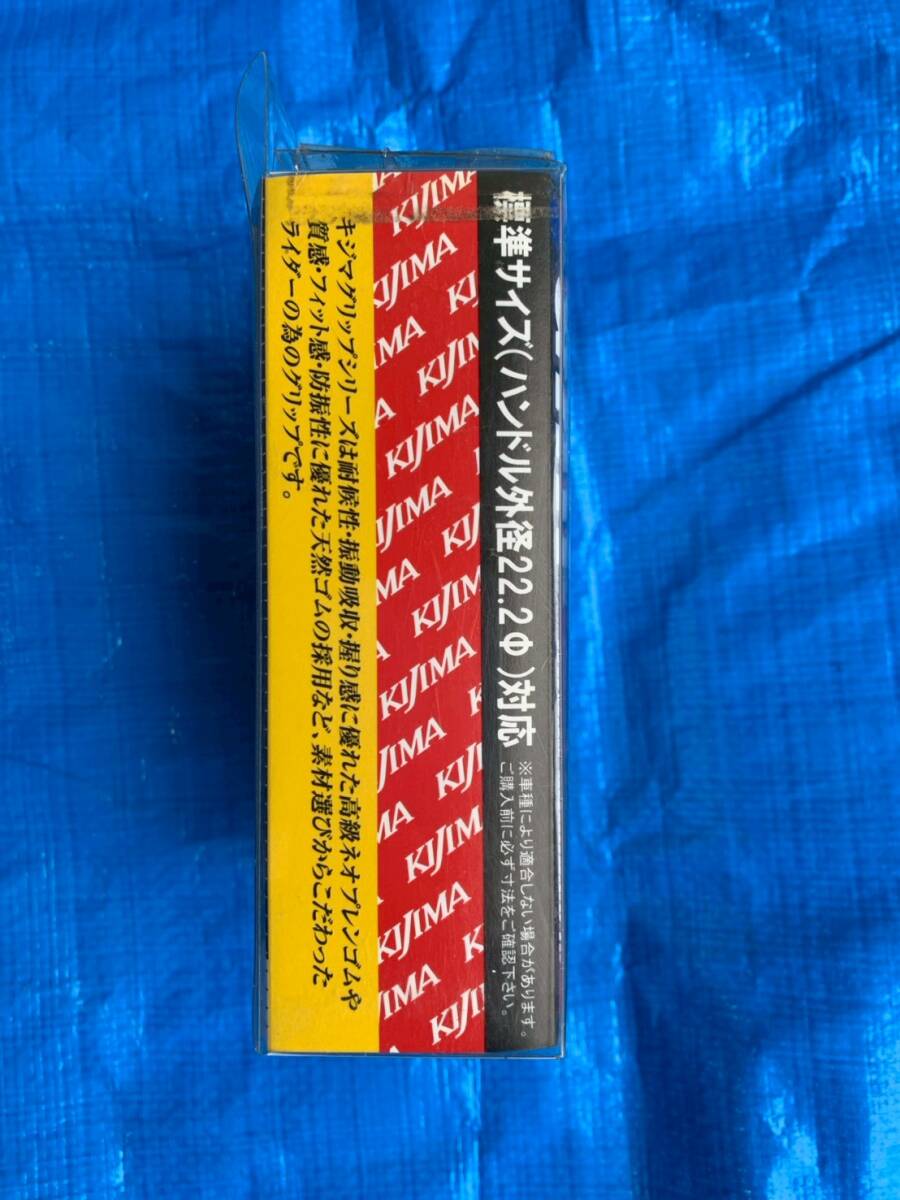 標準サイズ(ハンドル外径22.2Φ)対応
※車種により適合しない場合があります。
ご購入前に必ず寸法をご確認下さい。
KIJIMA
KIJIMA
KIJIMA
KIJIMA
KIJIMA
KIJIMA
KIJIMA
KIJIMA
キジマグリップシリーズは耐候性・振動吸収・握り感に優れた高級ネオプレンゴムや
質感・フィット感・防振性に優れた天然ゴムの採用など、素材選びからこだわった
ライダーの為のグリップです。